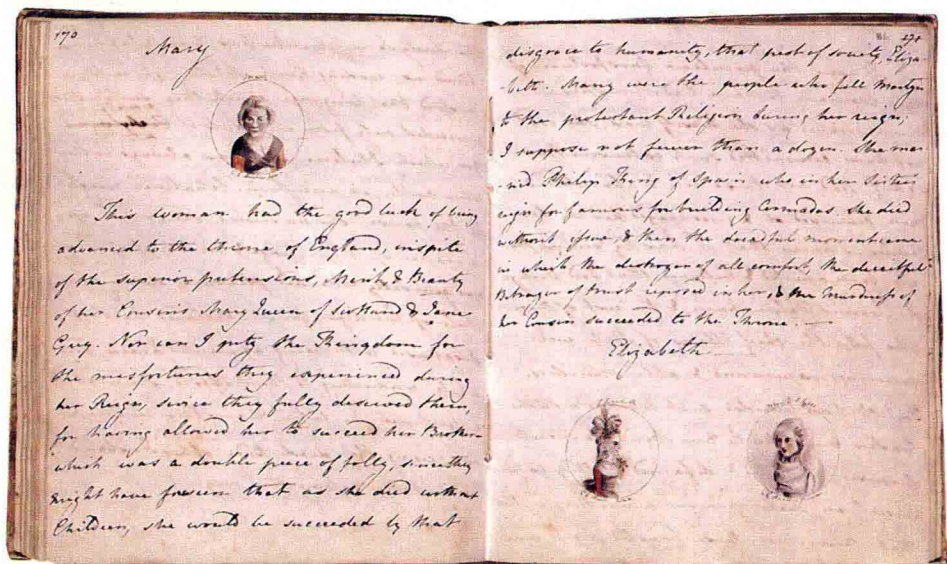 170
Mary
This woman had the good luck of being
advanced to the throne of England, inspite
of the superior pretensions, Merit, & Beauty
of her Cousins Mary Queen of Scotland & Jane
Grey. Nor can I pity the Kingdom for
the misfortunes they experienced during
her Reign, since they fully deserved them,
for having allowed her to succeed her Brother
which was a double peece of folly, since they
might have foreseen that as she died without
Children, she would be succeeded by that
171
disgrace to humanity, that pest of society, Eliza-
-beth. Many were the people who fell Martyrs
to the protestant Religion during her reign;
I suppose not fewer than a dozen. She mar-
-ried Philip King of Spain who in her Sisters
reign for famous for building Armadas. She died
without issue, & then the dreadful moment came
in which the destroyer of all comfort, the deceitful
Betrayer of trust reposed in her, & the Murdress of
her Cousin succeeded to the Throne.—
Elizabeth